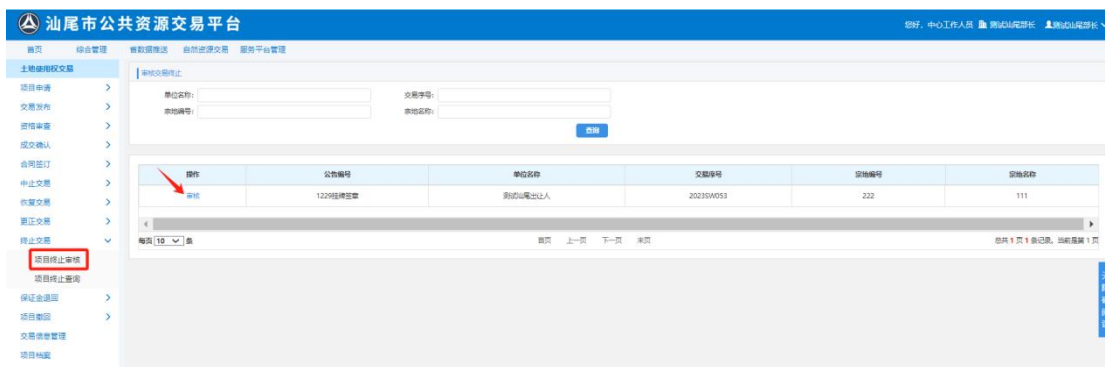 汕尾市公共资源交易平台
您好，中心工作人员 测试汕尾部长 测试汕尾部长
首页 综合管理 省数据推送 自然资源交易 服务平台管理
土地使用权交易
项目申请
交易发布
资格审查
成交确认
合同签订
中止交易
恢复交易
更正交易
终止交易
项目终止审核
项目终止查询
保证金退回
项目撤回
交易信息管理
项目档案
审核交易终止
单位名称： 交易序号：
宗地编号： 宗地名称：
查询
操作 公告编号 单位名称 交易序号 宗地编号 宗地名称
审核 1229挂牌签章 测试汕尾出让人 2023SW053 222 111
每页 10 条 首页 上一页 下一页 末页 总共 1 页 1 条记录，当前是第 1 页